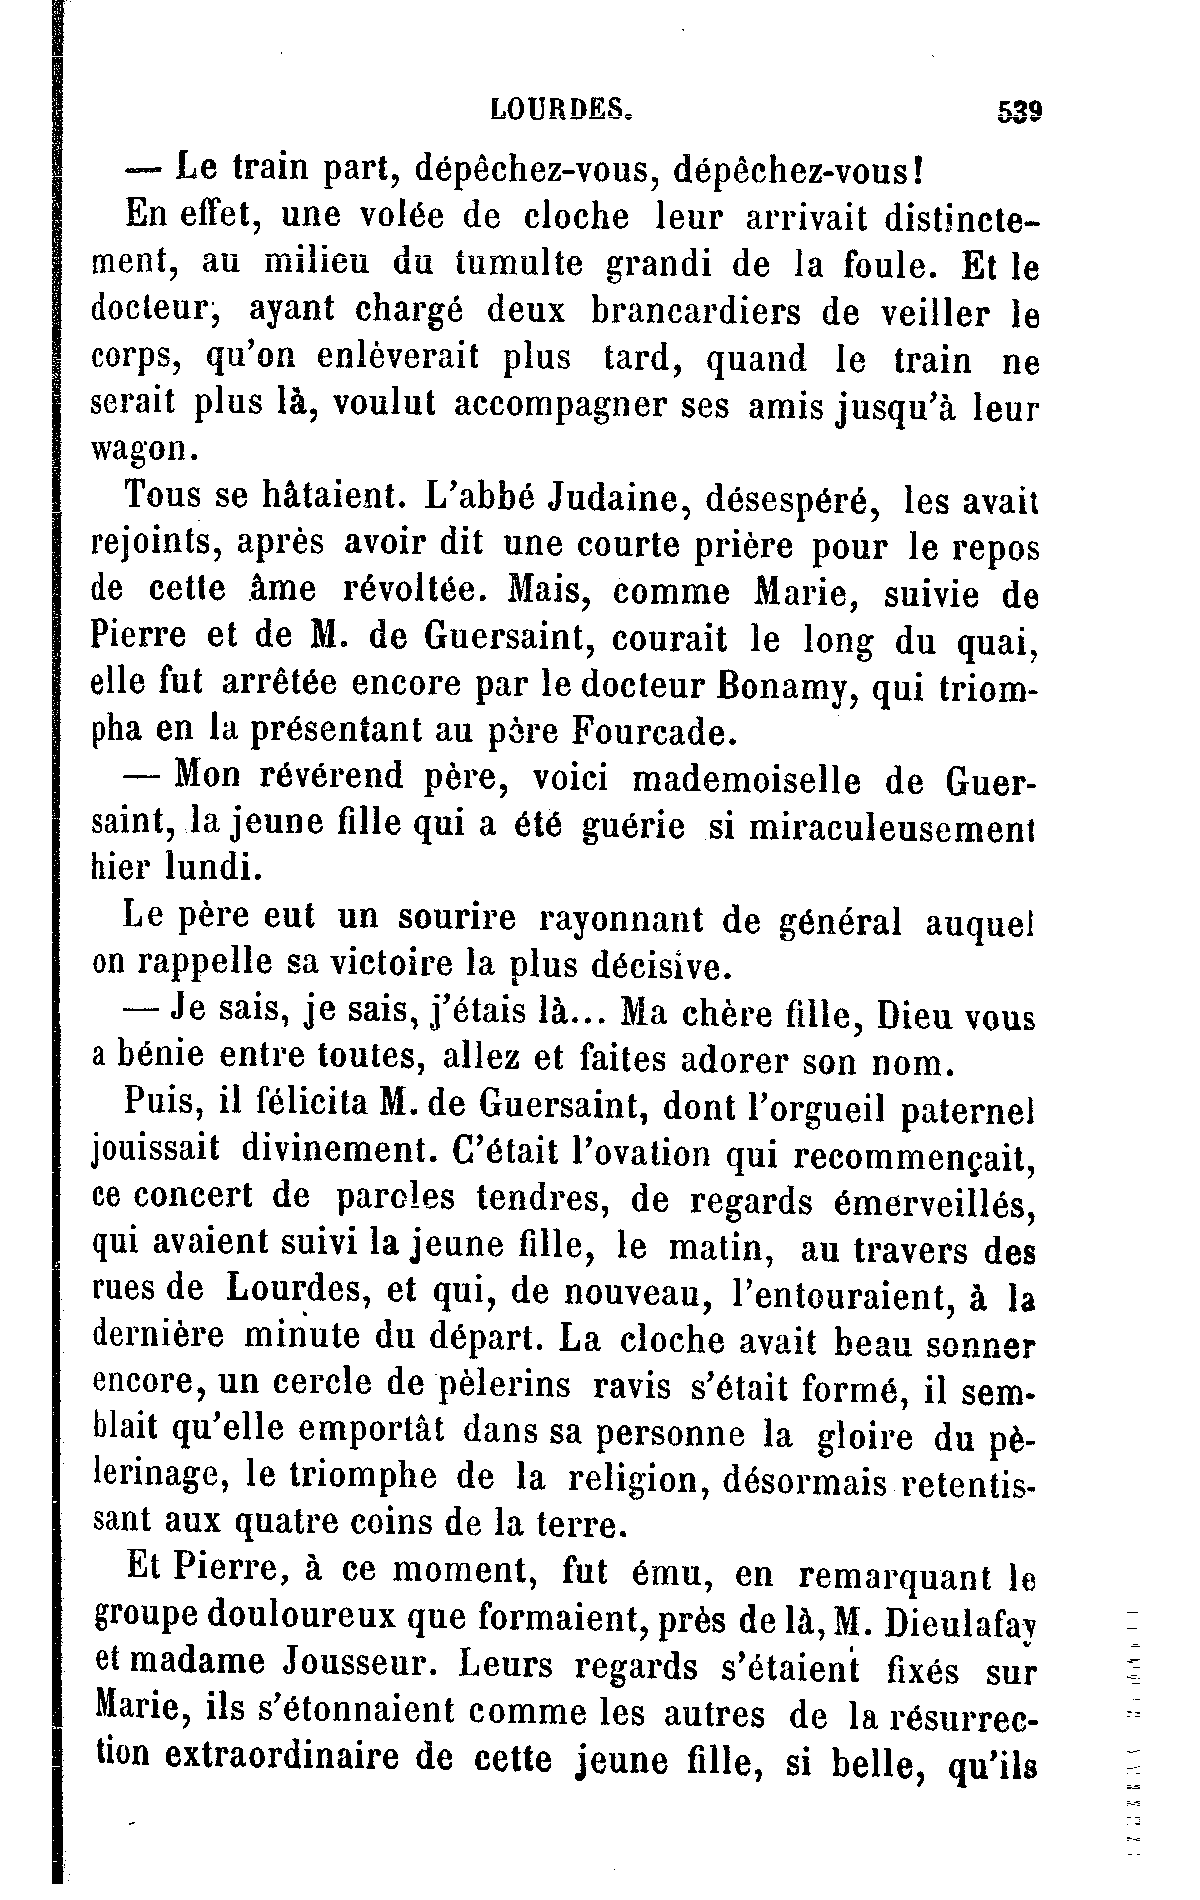 LOURDES. 539
— Le train part, dépêchez-vous, dépêchez-vous!
En effet, une volée de cloche leur arrivait distincte-
ment, au milieu du tumulte grandi de la foule. Et le
docteur, ayant chargé deux brancardiers de veiller le
corps, qu'on enlèverait plus tard, quand le train ne
serait plus là, voulut accompagner ses amis jusqu'à leur
wagon.
Tous se hâtaient. L'abbé Judaine, désespéré, les avait
rejoints, après avoir dit une courte prière pour le repos
de cette âme révoltée. Mais, comme Marie, suivie de
Pierre et de M. de Guersaint, courait le long du quai,
elle fut arrêtée encore par le docteur Bonamy, qui triom-
pha en la présentant au père Fourcade.
— Mon révérend père, voici mademoiselle de Guer-
saint, la jeune fille qui a été guérie si miraculeusement
hier lundi.
Le père eut un sourire rayonnant de général auquel
on rappelle sa victoire la plus décisive.
— Je sais, je sais, j'étais là... Ma chère fille, Dieu vous
a bénie entre toutes, allez et faites adorer son nom.
Puis, il félicita M. de Guersaint, dont l'orgueil paternel
jouissait divinement. C'était l'ovation qui recommençait,
ce concert de paroles tendres, de regards émerveillés,
qui avaient suivi la jeune fille, le matin, au travers des
rues de Lourdes, et qui, de nouveau, l'entouraient, à la
dernière minute du départ. La cloche avait beau sonner
encore, un cercle de pèlerins ravis s'était formé, il sem-
blait qu'elle emportât dans sa personne la gloire du pè-
lerinage, le triomphe de la religion, désormais retentis-
sant aux quatre coins de la terre.
Et Pierre, à ce moment, fut ému, en remarquant le
groupe douloureux que formaient, près de là, M. Dieulafay
et madame Jousseur. Leurs regards s'étaient fixés sur
Marie, ils s'étonnaient comme les autres de la résurrec-
tion extraordinaire de cette jeune fille, si belle, qu'ils